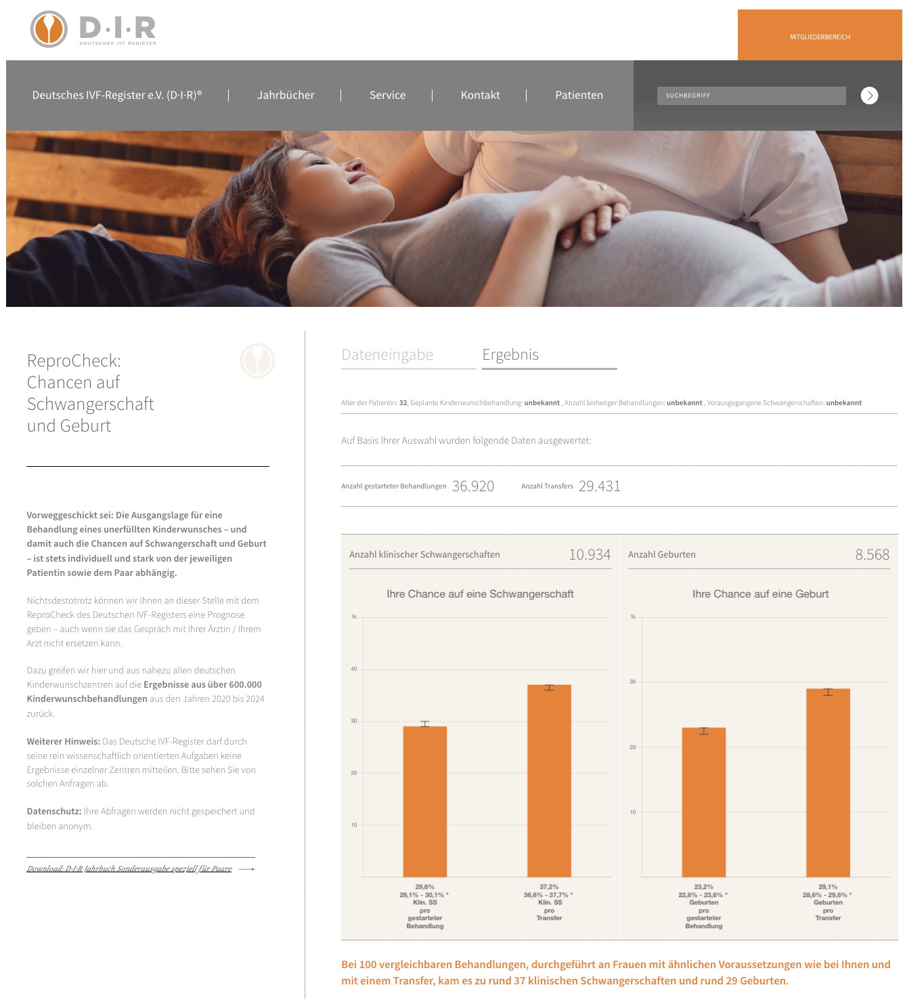 D·I·R
DEUTSCHES IVF REGISTER
MITGLIEDERBEREICH
Deutsches IVF-Register e.V. (D·I·R)®
Jahrbücher
Service
Kontakt
Patienten
SUCHBEGRIFF
ReproCheck:
Chancen auf
Schwangerschaft
und Geburt
Vorweggeschickt sei: Die Ausgangslage für eine
Behandlung eines unerfüllten Kinderwunsches – und
damit auch die Chancen auf Schwangerschaft und Geburt
– ist stets individuell und stark von der jeweiligen
Patientin sowie dem Paar abhängig.
Nichtsdestotrotz können wir Ihnen an dieser Stelle mit dem
ReproCheck des Deutschen IVF-Registers eine Prognose
geben – auch wenn sie das Gespräch mit Ihrer Ärztin / Ihrem
Arzt nicht ersetzen kann.
Dazu greifen wir hier und aus nahezu allen deutschen
Kinderwunschzentren auf die Ergebnisse aus über 600.000
Kinderwunschbehandlungen aus den Jahren 2020 bis 2024
zurück.
Weiterer Hinweis: Das Deutsche IVF-Register darf durch
seine rein wissenschaftlich orientierten Aufgaben keine
Ergebnisse einzelner Zentren mitteilen. Bitte sehen Sie von
solchen Anfragen ab.
Datenschutz: Ihre Abfragen werden nicht gespeichert und
bleiben anonym.
Download: D·I·R Jahrbuch Sonderausgabe speziell für Paare
Dateneingabe
Ergebnis
Alter der Patientin: 32, Geplante Kinderwunschbehandlung: unbekannt , Anzahl bisheriger Behandlungen: unbekannt , Vorausgegangene Schwangerschaften: unbekannt
Auf Basis Ihrer Auswahl wurden folgende Daten ausgewertet:
Anzahl gestarteter Behandlungen 36.920
Anzahl Transfers 29.431
Anzahl klinischer Schwangerschaften 10.934
Ihre Chance auf eine Schwangerschaft
%
40
30
20
10
29,6%
29,1% - 30,1% *
Klin. SS
pro
gestarteter
Behandlung
37,2%
36,6% - 37,7% *
Klin. SS
pro
Transfer
Anzahl Geburten 8.568
Ihre Chance auf eine Geburt
%
30
20
10
23,2%
22,8% - 23,6% *
Geburten
pro
gestarteter
Behandlung
29,1%
28,6% - 29,6% *
Geburten
pro
Transfer
Bei 100 vergleichbaren Behandlungen, durchgeführt an Frauen mit ähnlichen Voraussetzungen wie bei Ihnen und
mit einem Transfer, kam es zu rund 37 klinischen Schwangerschaften und rund 29 Geburten.